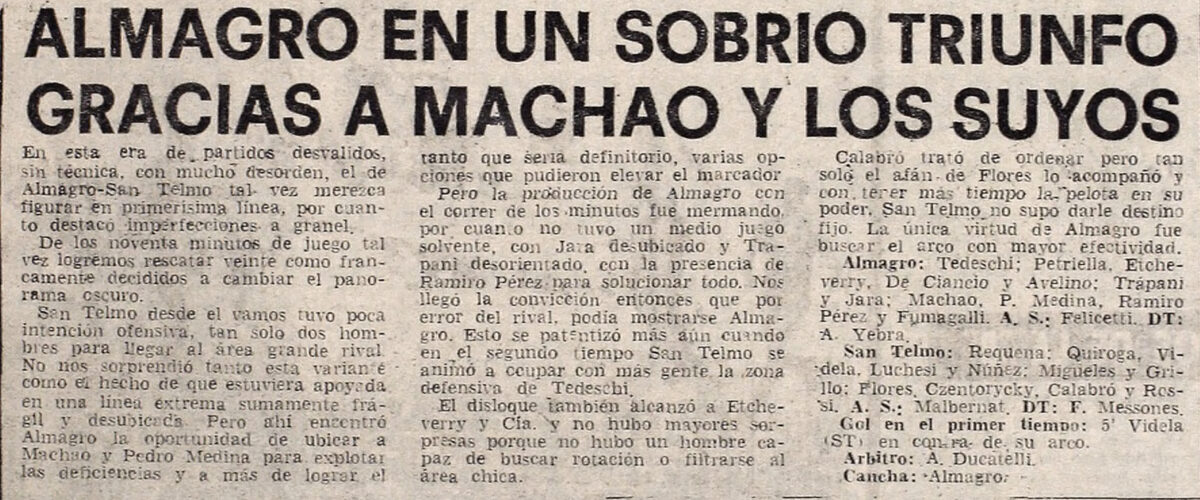 ALMAGRO EN UN SOBRIO TRIUNFO
GRACIAS A MACHAO Y LOS SUYOS
En esta era de partidos desvalidos,
sin técnica, con mucho desorden, el de
Almagro-San Telmo tal vez merezca
figurar en primerísima línea, por cuan-
to destacó imperfecciones a granel.
De los noventa minutos de juego tal
vez logremos rescatar veinte como fran-
camente decididos a cambiar el pano-
rama oscuro.
San Telmo desde el vamos tuvo poca
intención ofensiva, tan solo dos hom-
bres para llegar al área grande rival.
No nos sorprendió tanto esta variante
como el hecho de que estuviera apoyada
en una línea extrema sumamente frá-
gil y desubicada. Pero ahí encontró
Almagro la oportunidad de ubicar a
Machao y Pedro Medina para explotar
las deficiencias y a más de lograr el
tanto que sería definitorio, varias op-
ciones que pudieron elevar el marcador
Pero la producción de Almagro con
el correr de los minutos fue mermando,
por cuanto no tuvo un medio juego
solvente, con Jara desubicado y Tra-
pani desorientado, con la presencia de
Ramiro Pérez para solucionar todo. Nos
llegó la convicción entonces que por
error del rival, podía mostrarse Alma-
gro. Esto se patentizó más aún cuando
en el segundo tiempo San Telmo se
animó a ocupar con más gente la zona
defensiva de Tedeschi.
El disloque también alcanzó a Etche-
verry y Cía. y no hubo mayores sor-
presas porque no hubo un hombre ca-
paz de buscar rotación o filtrarse al
área chica.
Calabró trató de ordenar pero tan
solo el afán de Flores lo acompañó y
con tener más tiempo la pelota en su
poder, San Telmo no supo darle destino
fijo. La única virtud de Almagro fue
buscar el arco con mayor efectividad.
Almagro: Tedeschi; Petriella, Etche-
verry, De Ciancio y Avelino; Trápani
y Jara; Machao, P. Medina, Ramiro
Pérez y Fumagalli. A. S.: Felicetti. DT:
A. Yebra.
San Telmo: Requena; Quiroga, Vi-
dela, Luchesi y Núñez; Migueles y Gri-
llo; Flores, Czentorycky, Calabró y Ros-
si. A. S.: Malbernat, DT: F. Messones.
Gol en el primer tiempo: 5' Videla
(ST) en contra de su arco.
Arbitro: A. Ducatelli.
Cancha: Almagro.